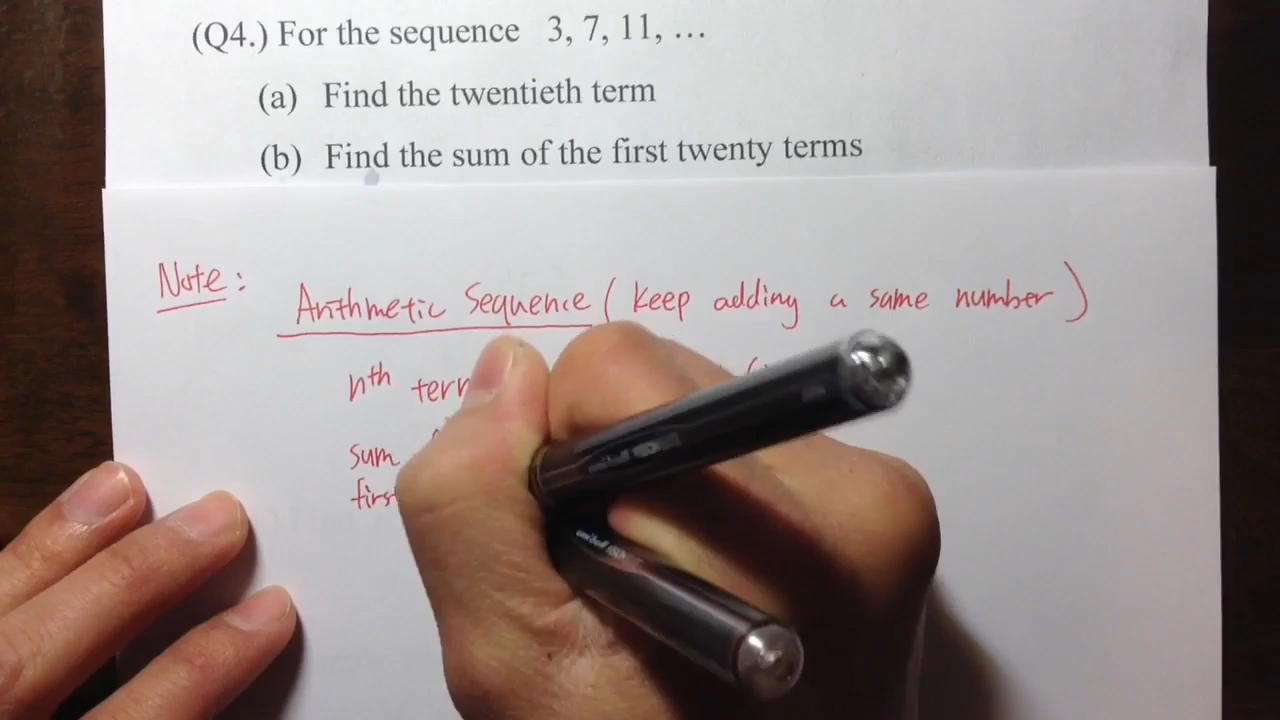 (Q4.) For the sequence 3, 7, 11, ...
(a) Find the twentieth term
(b) Find the sum of the first twenty terms
Note:
Arithmetic Sequence ( keep adding a same number )
nth
sum
first